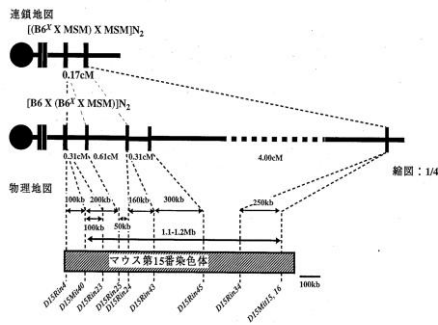 連鎖地図
[(B6ˣ X MSM) X MSM]N₂
0.17cM
[B6 X (B6ˣ X MSM)]N₂
0.31cM 0.61cM 0.31cM 4.00cM
縮図：1/4
物理地図
100kb 200kb 160kb 300kb 250kb
100kb 50kb
1.1-1.2Mb
マウス第15番染色体
100kb
D15Rin4 D15Mit40 D15Rin23 D15Rin25 D15Rin24 D15Rin43 D15Rin45 D15Rin34 D15Mit15, 16